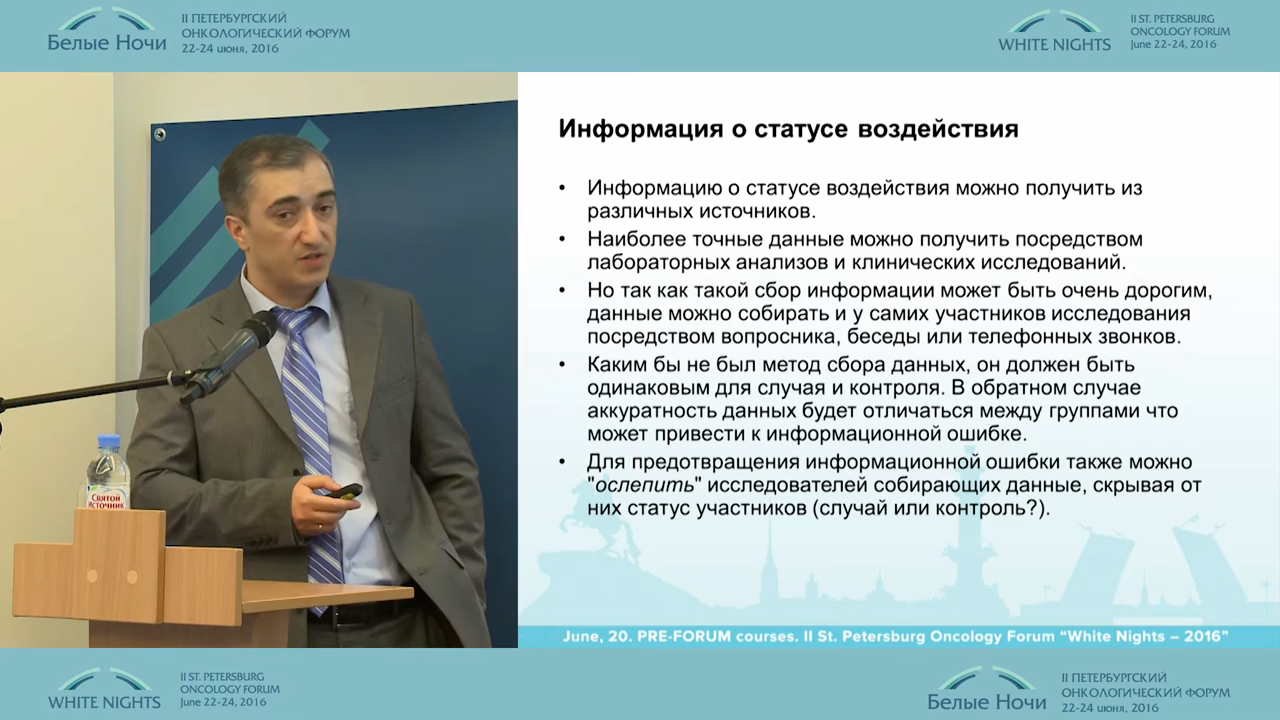 Белые Ночи
II ПЕТЕРБУРГСКИЙ
ОНКОЛОГИЧЕСКИЙ ФОРУМ
22-24 июня, 2016
WHITE NIGHTS
II ST. PETERSBURG
ONCOLOGY FORUM
June 22-24, 2016
Святой
Источник
Информация о статусе воздействия
• Информацию о статусе воздействия можно получить из
различных источников.
• Наиболее точные данные можно получить посредством
лабораторных анализов и клинических исследований.
• Но так как такой сбор информации может быть очень дорогим,
данные можно собирать и у самих участников исследования
посредством вопросника, беседы или телефонных звонков.
• Каким бы не был метод сбора данных, он должен быть
одинаковым для случая и контроля. В обратном случае
аккуратность данных будет отличаться между группами что
может привести к информационной ошибке.
• Для предотвращения информационной ошибки также можно
"ослепить" исследователей собирающих данные, скрывая от
них статус участников (случай или контроль?).
June, 20. PRE-FORUM courses. II St. Petersburg Oncology Forum “White Nights – 2016”
WHITE NIGHTS
II ST. PETERSBURG
ONCOLOGY FORUM
June 22-24, 2016
Белые Ночи
II ПЕТЕРБУРГСКИЙ
ОНКОЛОГИЧЕСКИЙ ФОРУМ
22-24 июня, 2016